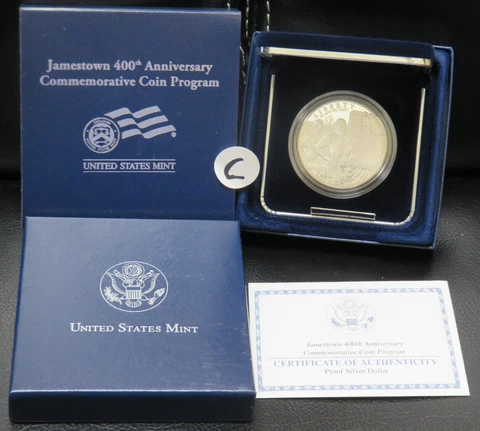 Jamestown 400th Anniversary
Commemorative Coin Program
UNITED STATES MINT
C
LIBERTY
UNITED STATES MINT
Jamestown 400th Anniversary
Commemorative Coin Program
CERTIFICATE OF AUTHENTICITY
Proof Silver Dollar